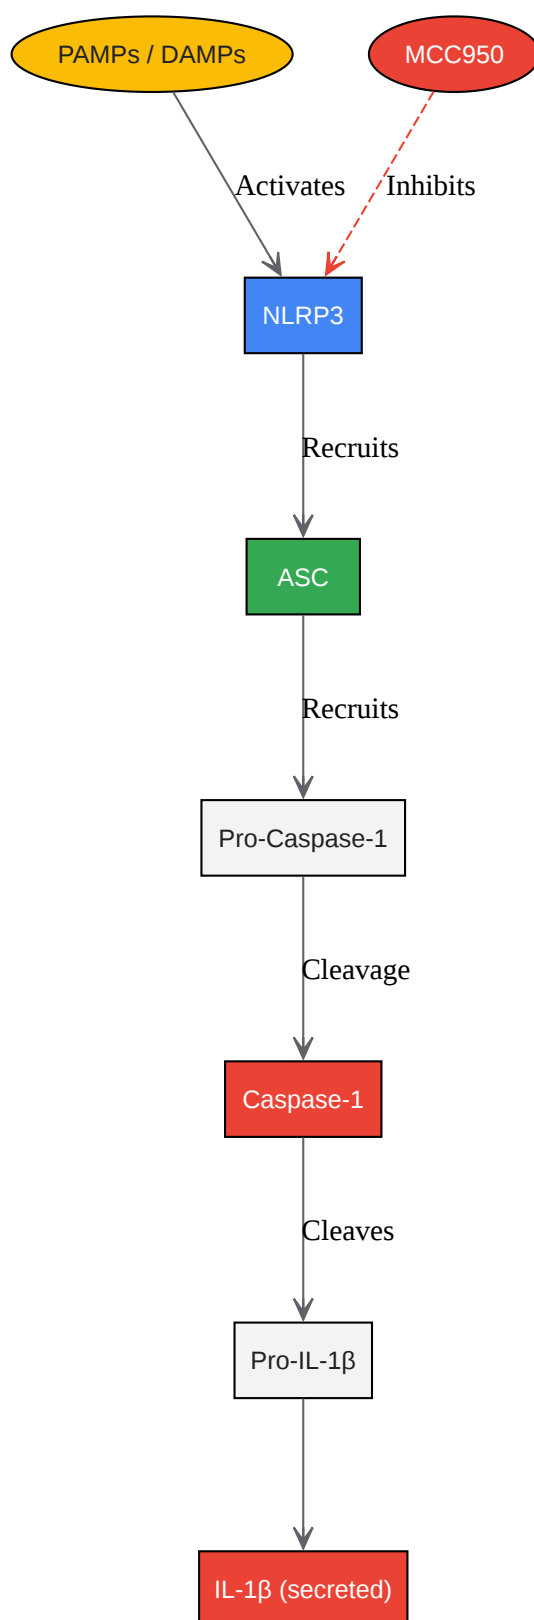 PAMPs / DAMPs
MCC950
Activates
Inhibits
NLRP3
Recruits
ASC
Recruits
Pro-Caspase-1
Cleavage
Caspase-1
Cleaves
Pro-IL-1β
IL-1β (secreted)